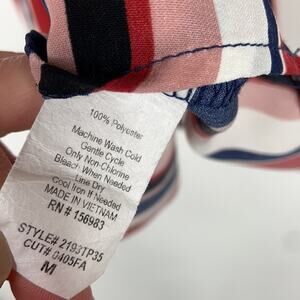 100% Polyester
Machine Wash Cold
Gentle Cycle
Only Non-Chlorine
Bleach When Needed
Line Dry
Cool Iron If Needed
MADE IN VIETNAM
RN # 156983
STYLE# 2193TP35
CUT# 0405FA
M